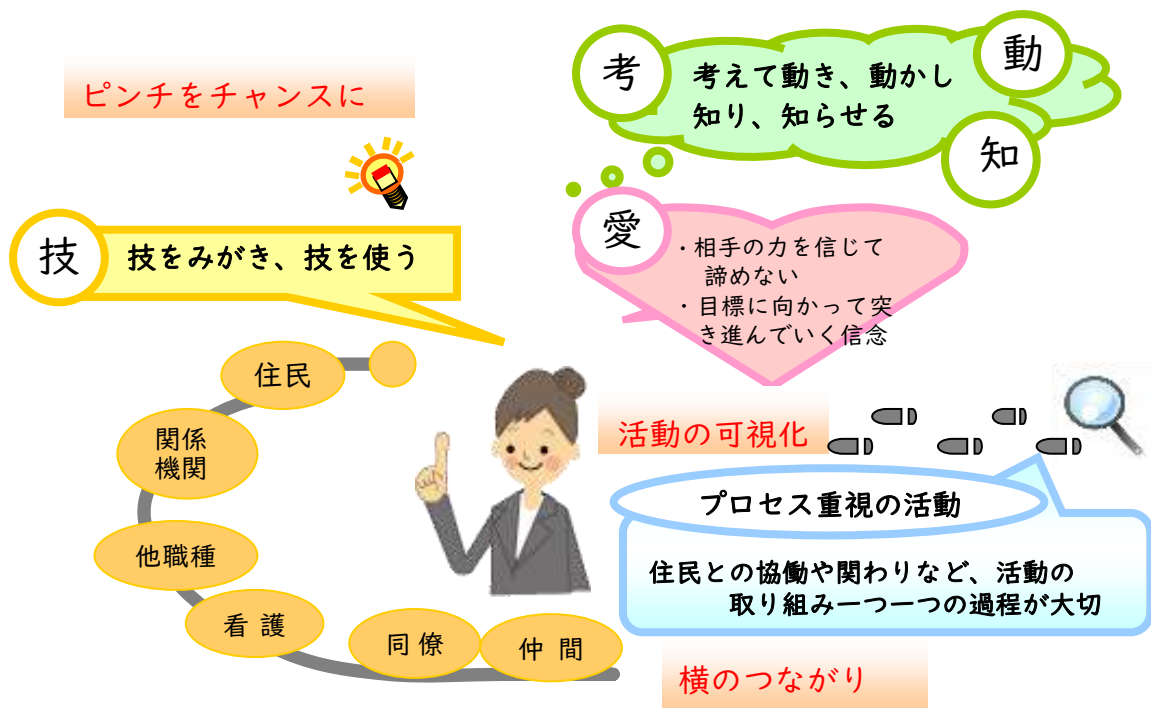 ピンチをチャンスに
考
動
考えて動き、動かし
知り、知らせる
知
技
技をみがき、技を使う
愛
・相手の力を信じて
諦めない
・目標に向かって突
き進んでいく信念
住民
関係
機関
他職種
看 護
同 僚
仲 間
活動の可視化
プロセス重視の活動
住民との協働や関わりなど、活動の
取り組み一つ一つの過程が大切
横のつながり